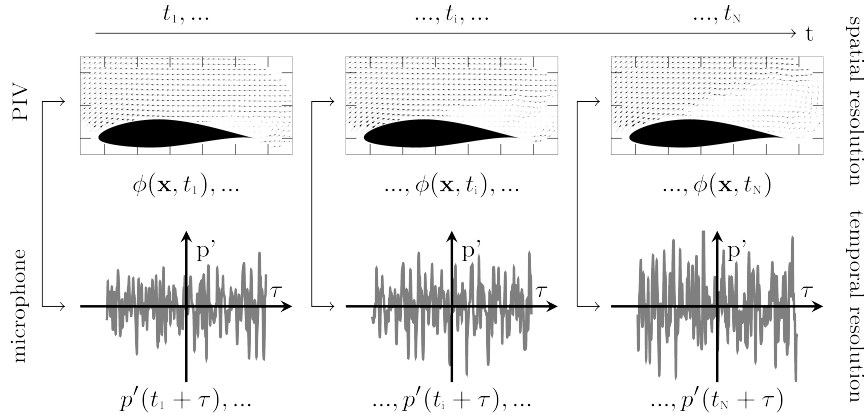 t₁, ...
..., tᵢ, ...
..., t_N
t
PIV
spatial resolution
ϕ(x, t₁), ...
..., ϕ(x, tᵢ), ...
..., ϕ(x, t_N)
microphone
temporal resolution
p'
τ
p'
τ
p'
τ
p′(t₁ + τ), ...
..., p′(tᵢ + τ), ...
..., p′(t_N + τ)